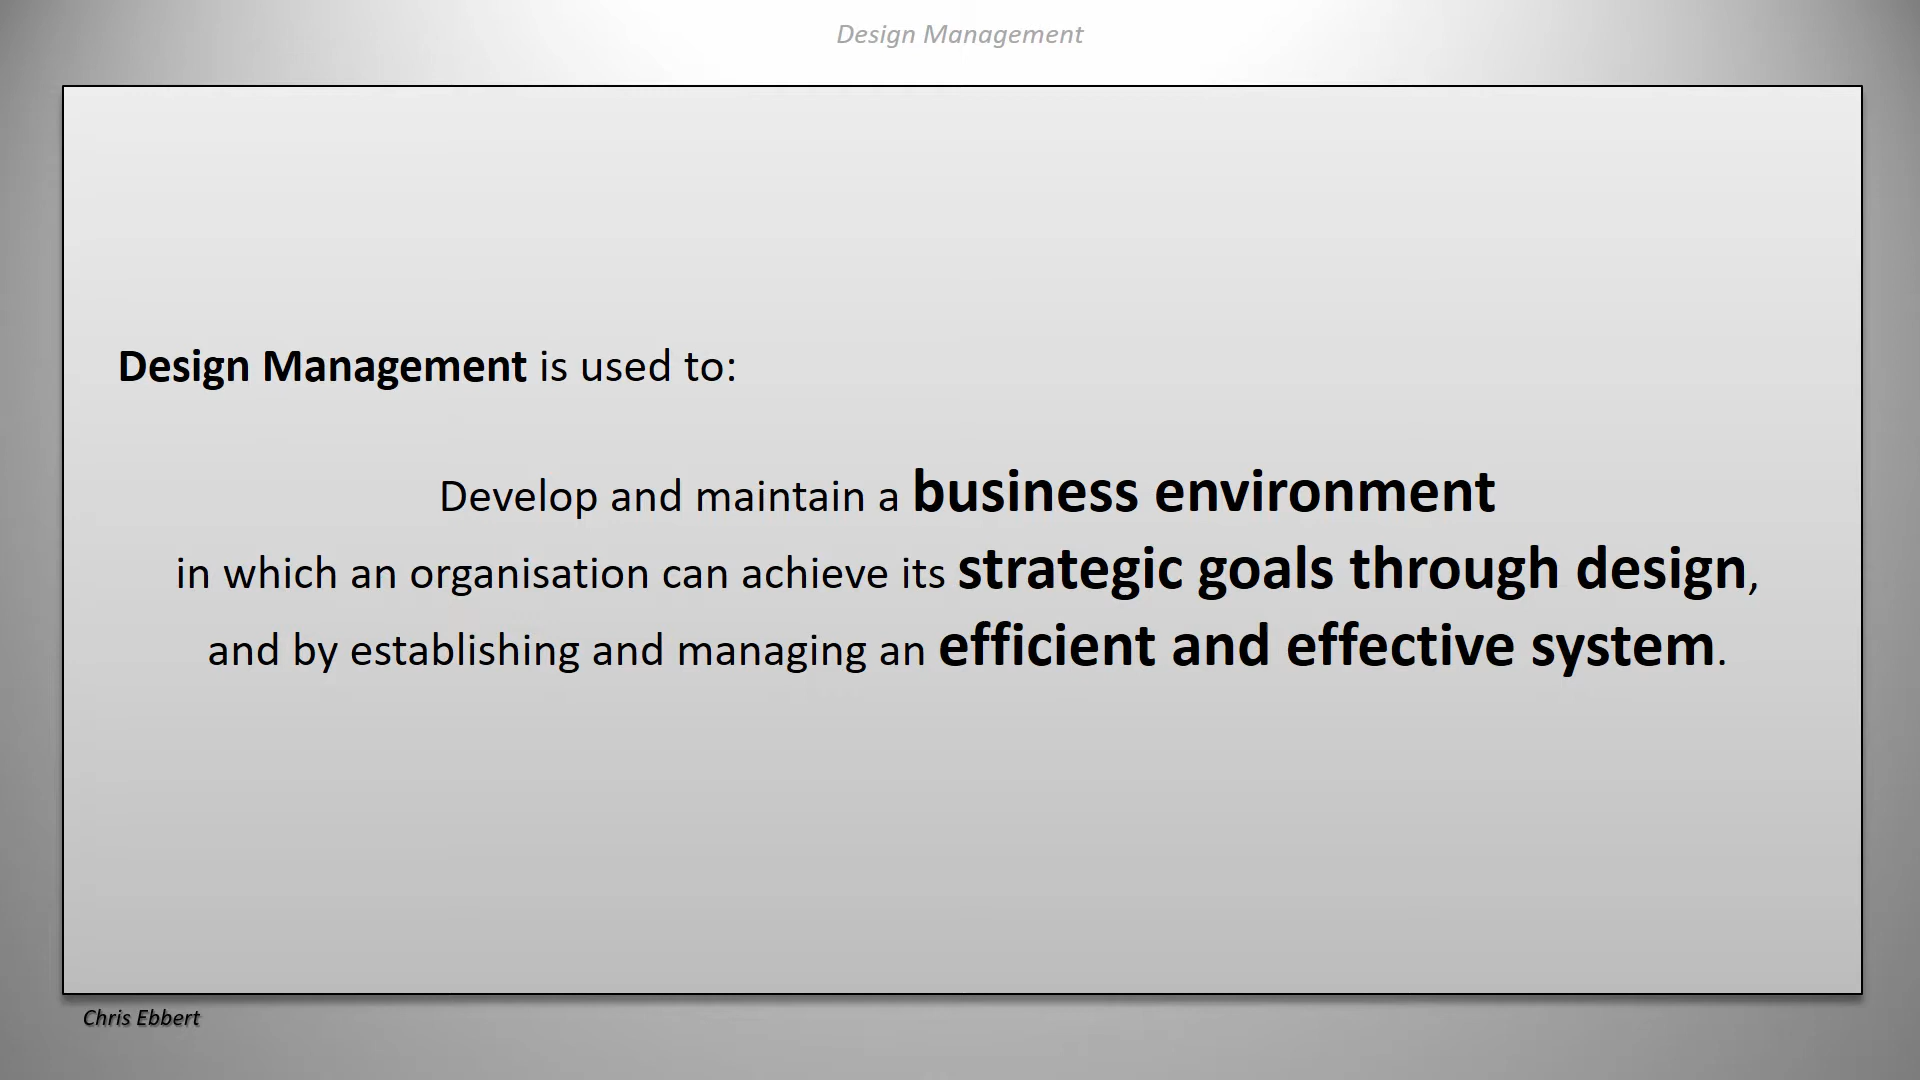 Design Management
Design Management is used to:
Develop and maintain a business environment
in which an organisation can achieve its strategic goals through design,
and by establishing and managing an efficient and effective system.
Chris Ebbert